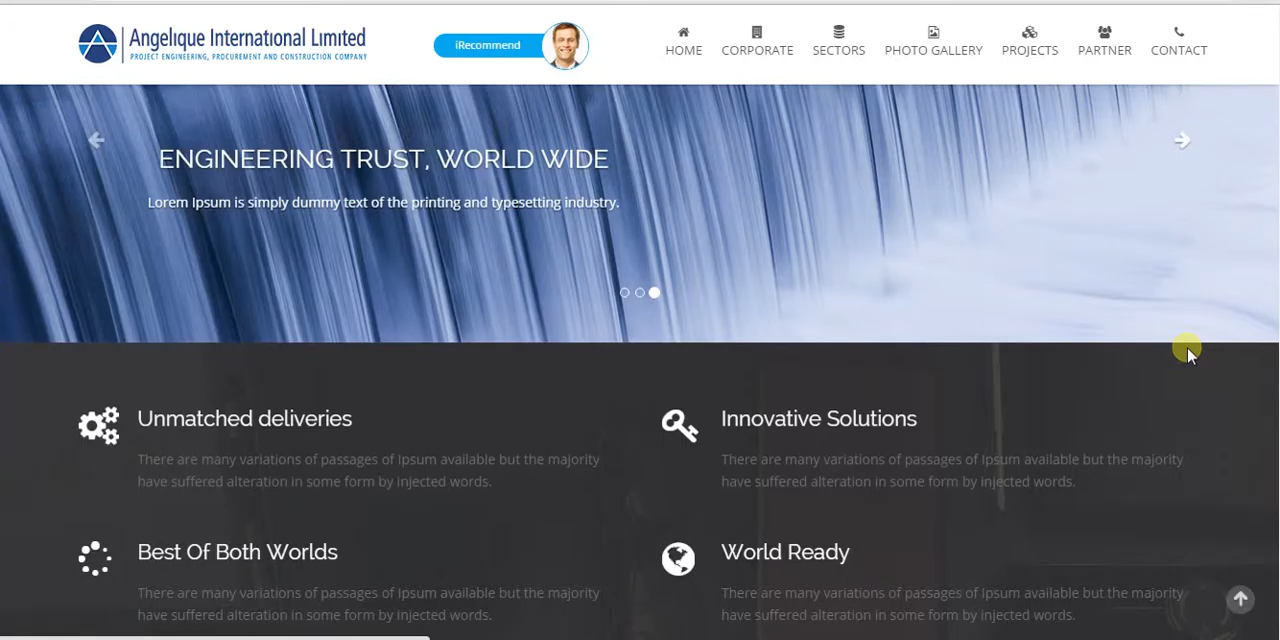 Angelique International Limited
PROJECT ENGINEERING, PROCUREMENT AND CONSTRUCTION COMPANY
iRecommend
HOME
CORPORATE
SECTORS
PHOTO GALLERY
PROJECTS
PARTNER
CONTACT
ENGINEERING TRUST, WORLD WIDE
Lorem Ipsum is simply dummy text of the printing and typesetting industry.
Unmatched deliveries
There are many variations of passages of Ipsum available but the majority
have suffered alteration in some form by injected words.
Innovative Solutions
There are many variations of passages of Ipsum available but the majority
have suffered alteration in some form by injected words.
Best Of Both Worlds
There are many variations of passages of Ipsum available but the majority
have suffered alteration in some form by injected words.
World Ready
There are many variations of passages of Ipsum available but the majority
have suffered alteration in some form by injected words.